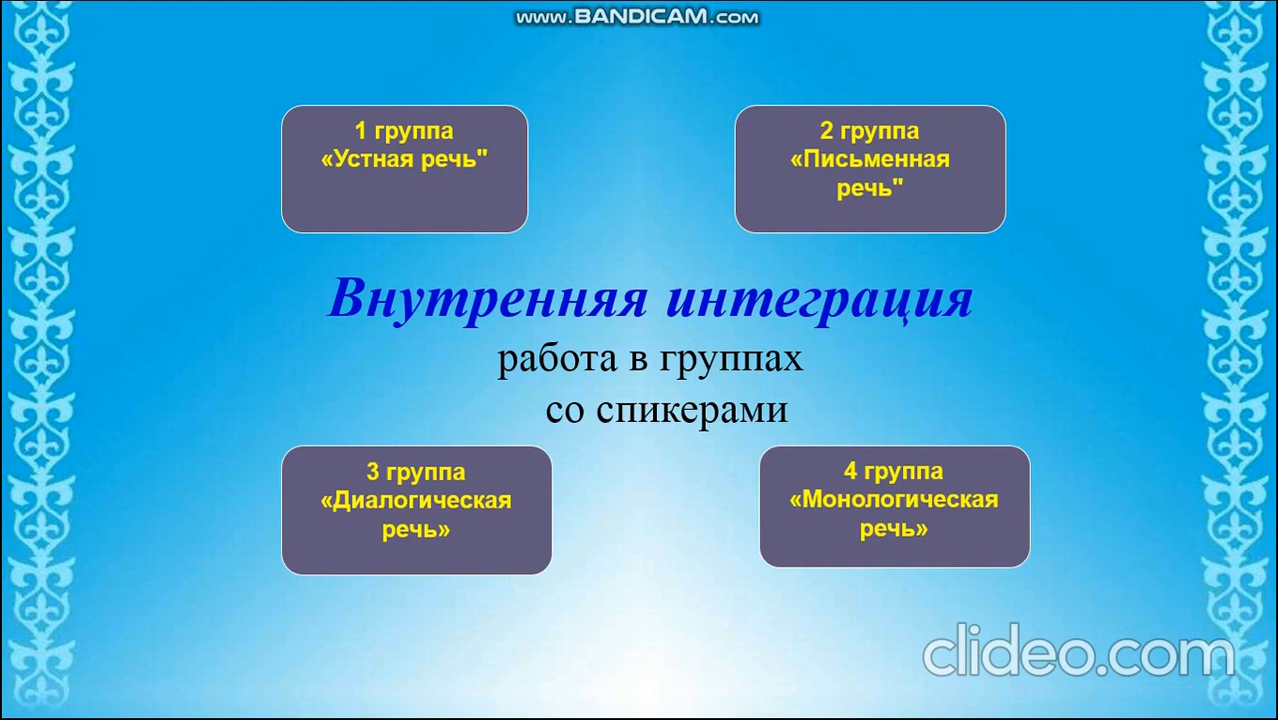 www.BANDICAM.com
1 группа
«Устная речь"
2 группа
«Письменная
речь"
Внутренняя интеграция
работа в группах
со спикерами
3 группа
«Диалогическая
речь»
4 группа
«Монологическая
речь»
clideo.com